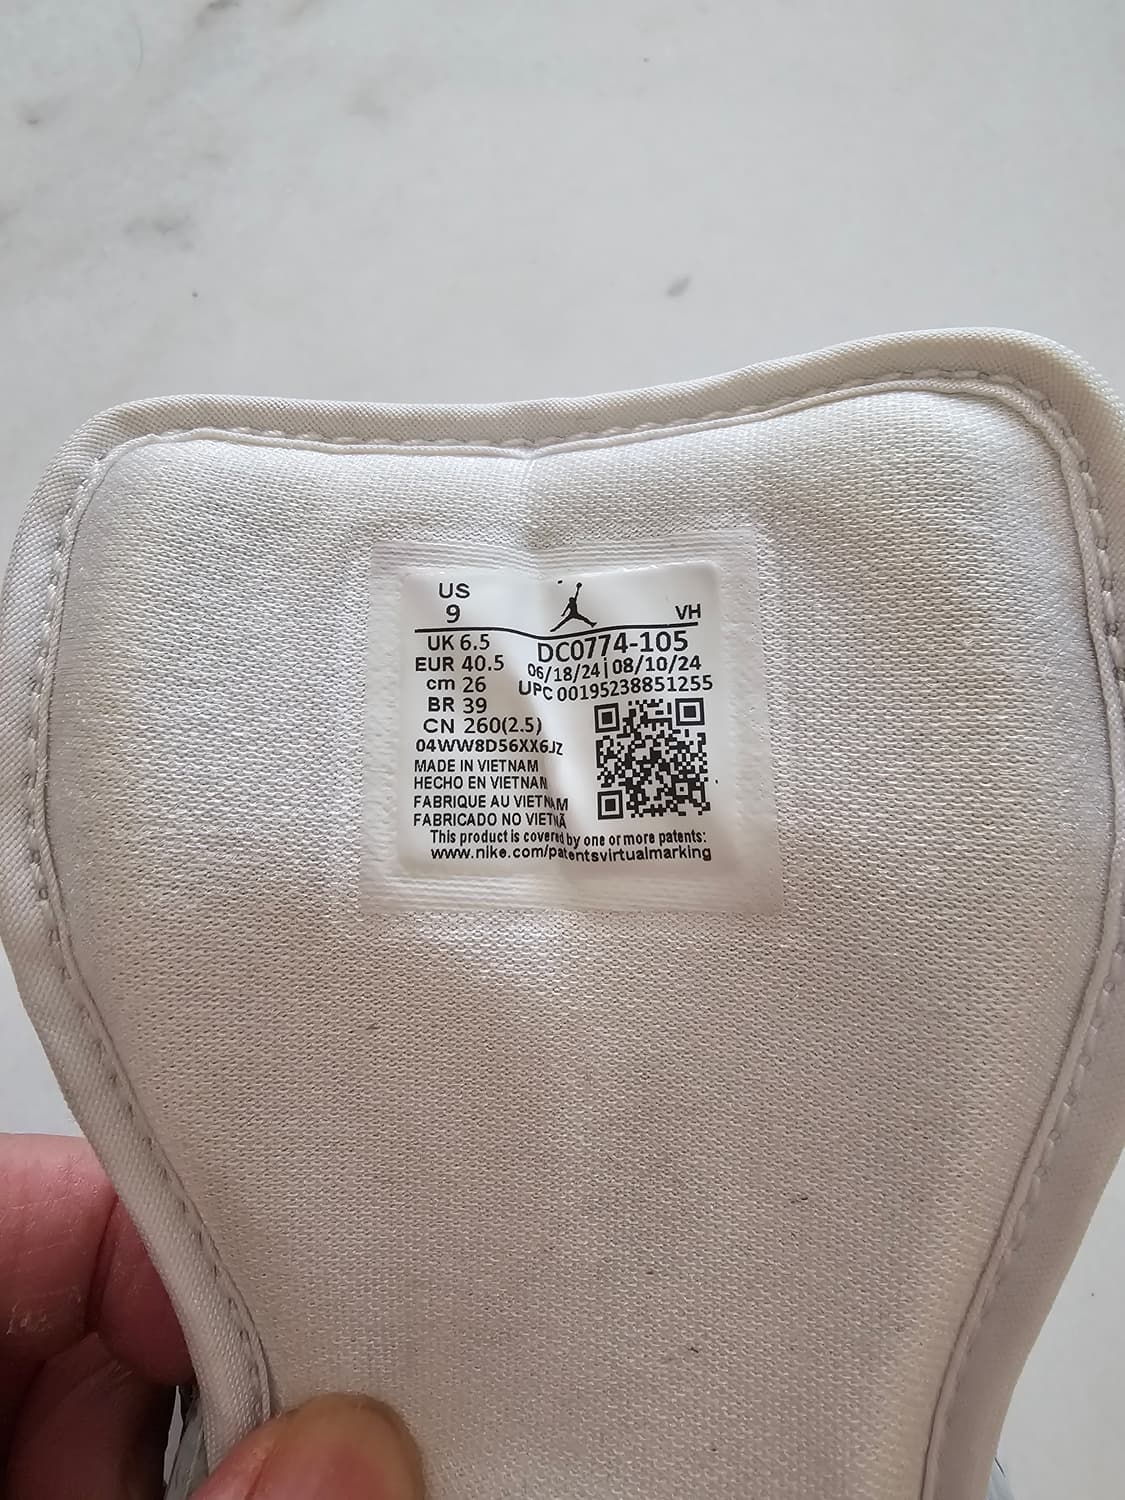 US
9
VH
UK 6.5
EUR 40.5
cm 26
BR 39
CN 260(2.5)
DC0774-105
06/18/24|08/10/24
UPC 00195238851255
04WW8D56XX6JZ
MADE IN VIETNAM
HECHO EN VIETNAM
FABRIQUE AU VIETNAM
FABRICADO NO VIETNÃ
This product is covered by one or more patents:
www.nike.com/patentsvirtualmarking